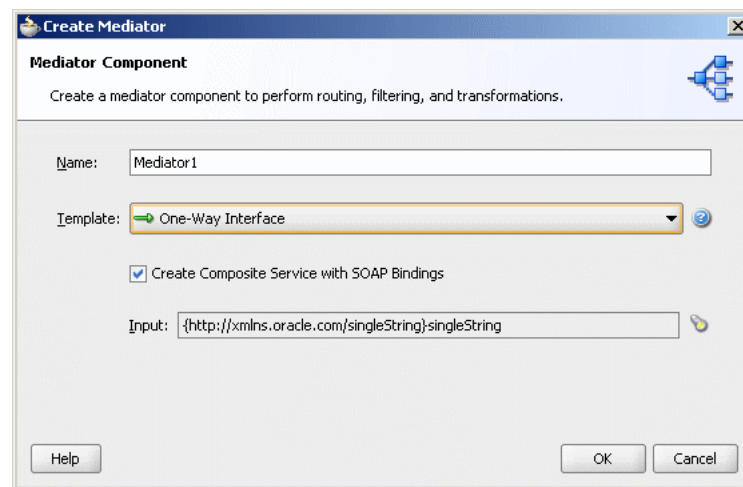 Create Mediator
Mediator Component
Create a mediator component to perform routing, filtering, and transformations.
Name: Mediator1
Template: One-Way Interface
Create Composite Service with SOAP Bindings
Input: {http://xmlns.oracle.com/singleString}singleString
Help OK Cancel